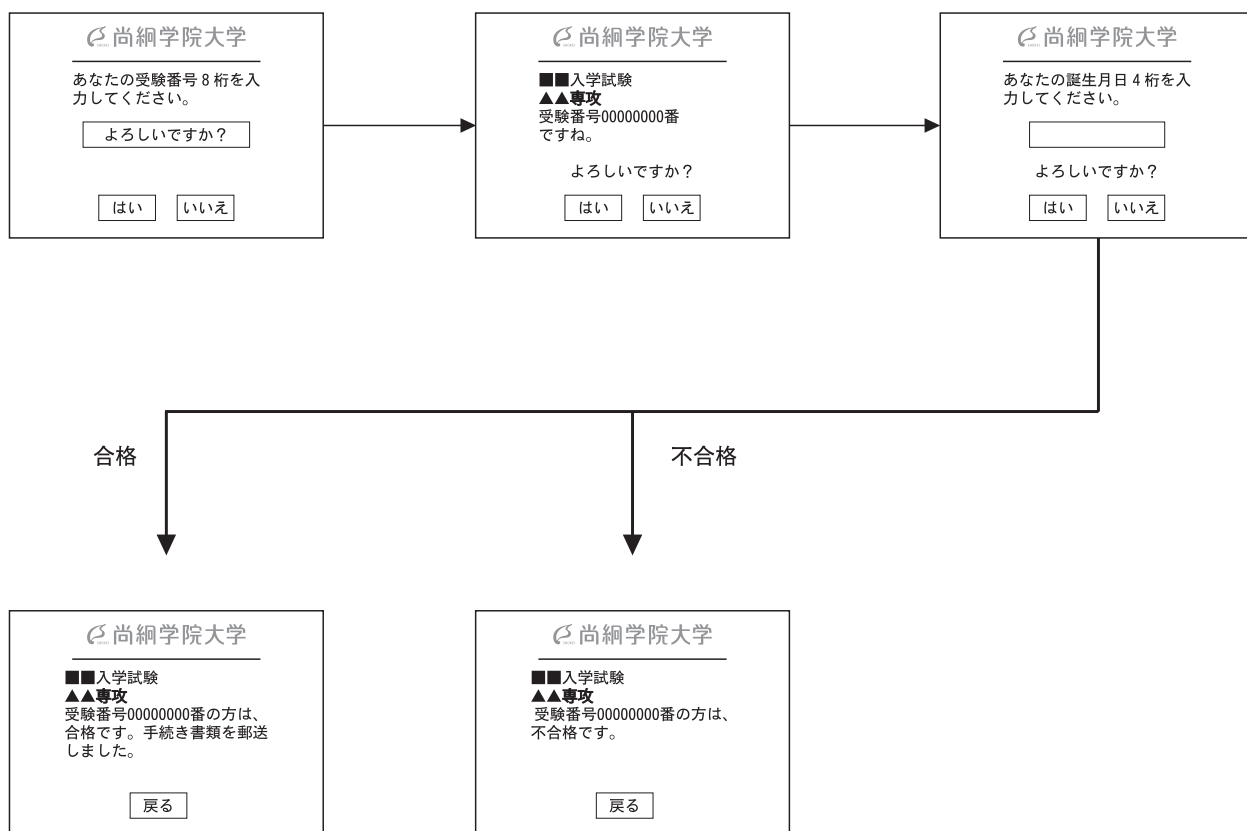 尚絅学院大学
あなたの受験番号8桁を入
力してください。
よろしいですか？
はい いいえ
尚絅学院大学
■■入学試験
▲▲専攻
受験番号00000000番
ですね。
よろしいですか？
はい いいえ
尚絅学院大学
あなたの誕生月日4桁を入
力してください。
よろしいですか？
はい いいえ
合格
不合格
尚絅学院大学
■■入学試験
▲▲専攻
受験番号00000000番の方は、
合格です。手続き書類を郵送
しました。
戻る
尚絅学院大学
■■入学試験
▲▲専攻
受験番号00000000番の方は、
不合格です。
戻る